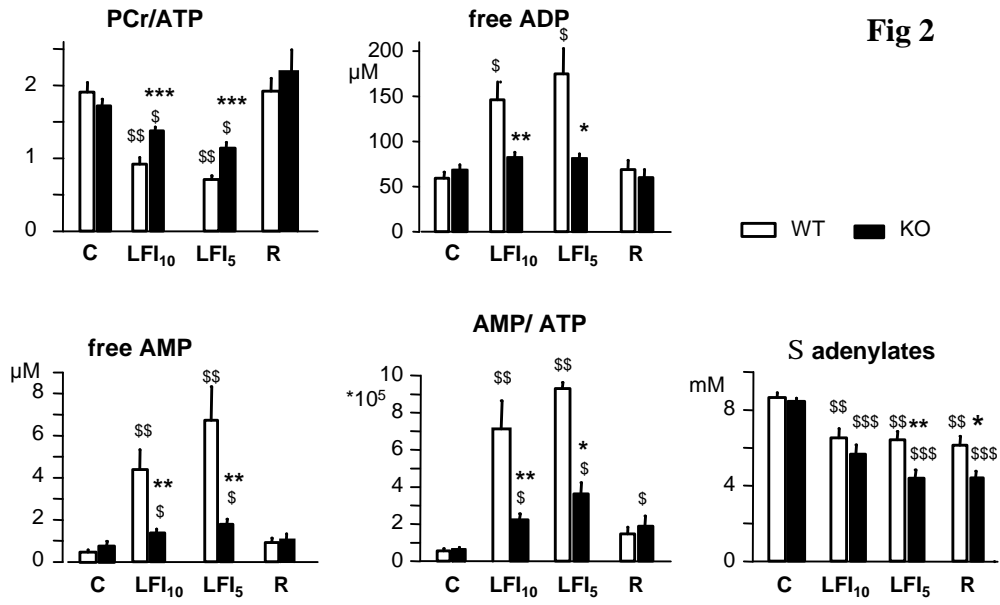 PCr/ATP
2
1
0
$$
***
$
$$
***
$
C LFI10 LFI5 R
free ADP
200
µM
150
100
50
0
$
**
$
*
C LFI10 LFI5 R
Fig 2
WT KO
free AMP
µM
8
6
4
2
0
$$
**
$
$$
**
$
C LFI10 LFI5 R
AMP/ ATP
10
*10^5
8
6
4
2
0
$$
**
$
$$
*
$
$
C LFI10 LFI5 R
S adenylates
mM
8
4
0
$$ $$$ $$ ** $$$ $$ * $$$
C LFI10 LFI5 R